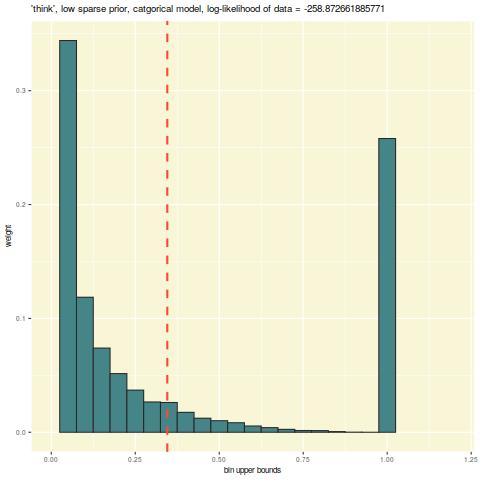 'think', low sparse prior, catgorical model, log-likelihood of data = -258.872661885771
0.3
0.2
0.1
0.0
weight
0.00 0.25 0.50 0.75 1.00 1.25
bin upper bounds